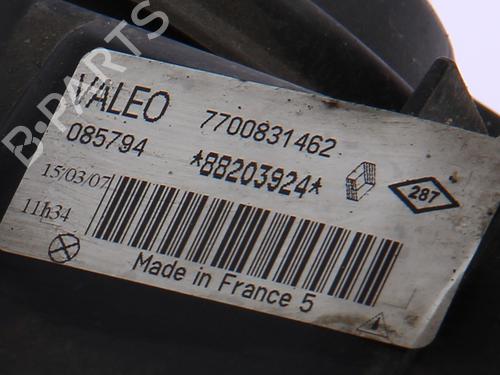 B-PARTS
VALEO 7700831462
085794 *88203924*
15/03/07 287
11h34
Made in France 5